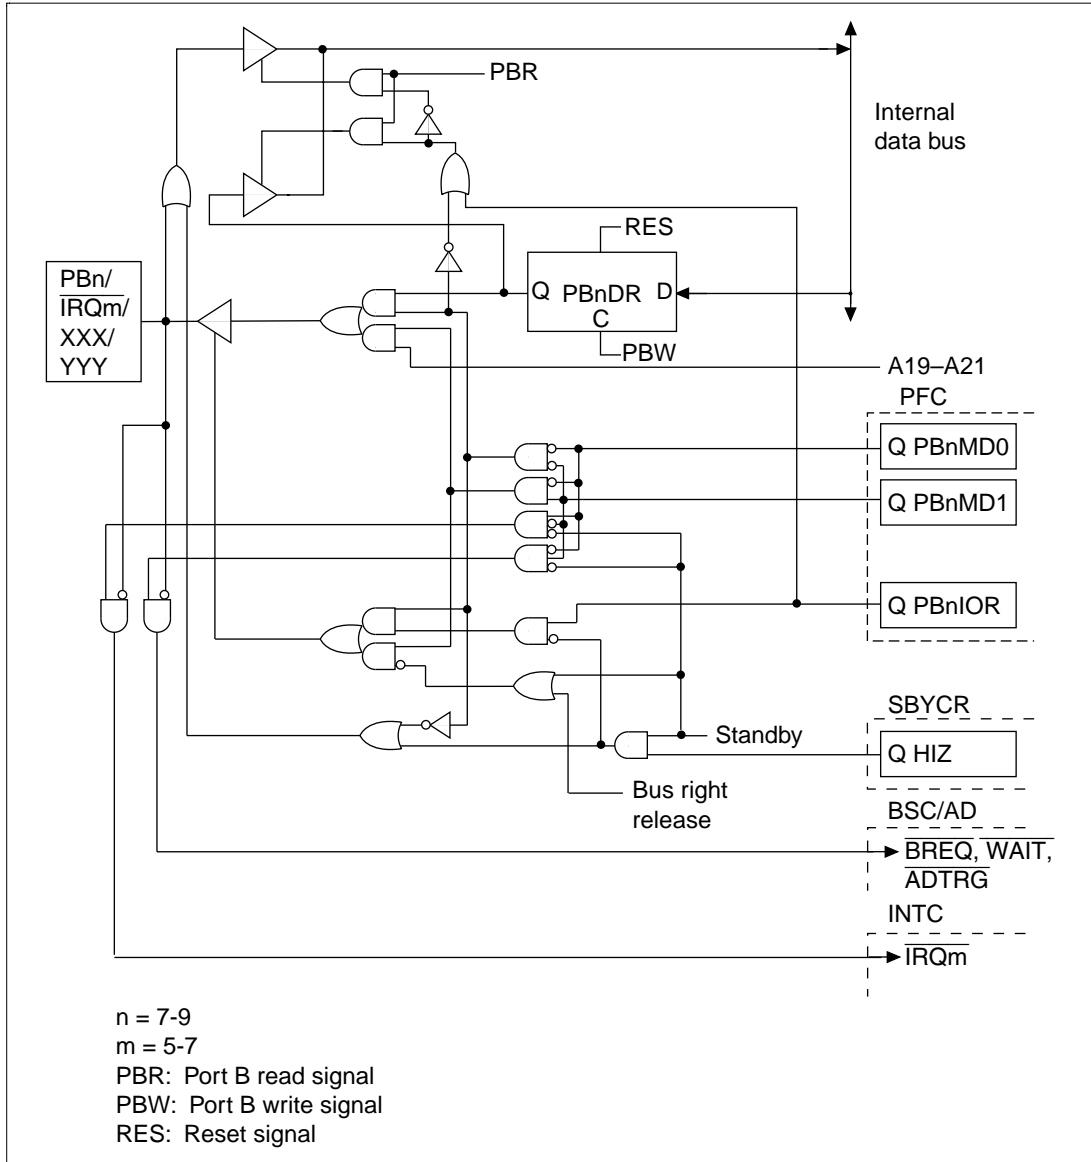 PBR
Internal
data bus
RES
PBn/
IRQm/
XXX/
YYY
Q PBnDR D
C
PBW
A19–A21
PFC
Q PBnMD0
Q PBnMD1
Q PBnIOR
SBYCR
Standby
Q HIZ
Bus right
release
BSC/AD
BREQ, WAIT,
ADTRG
INTC
IRQm
n = 7-9
m = 5-7
PBR: Port B read signal
PBW: Port B write signal
RES: Reset signal